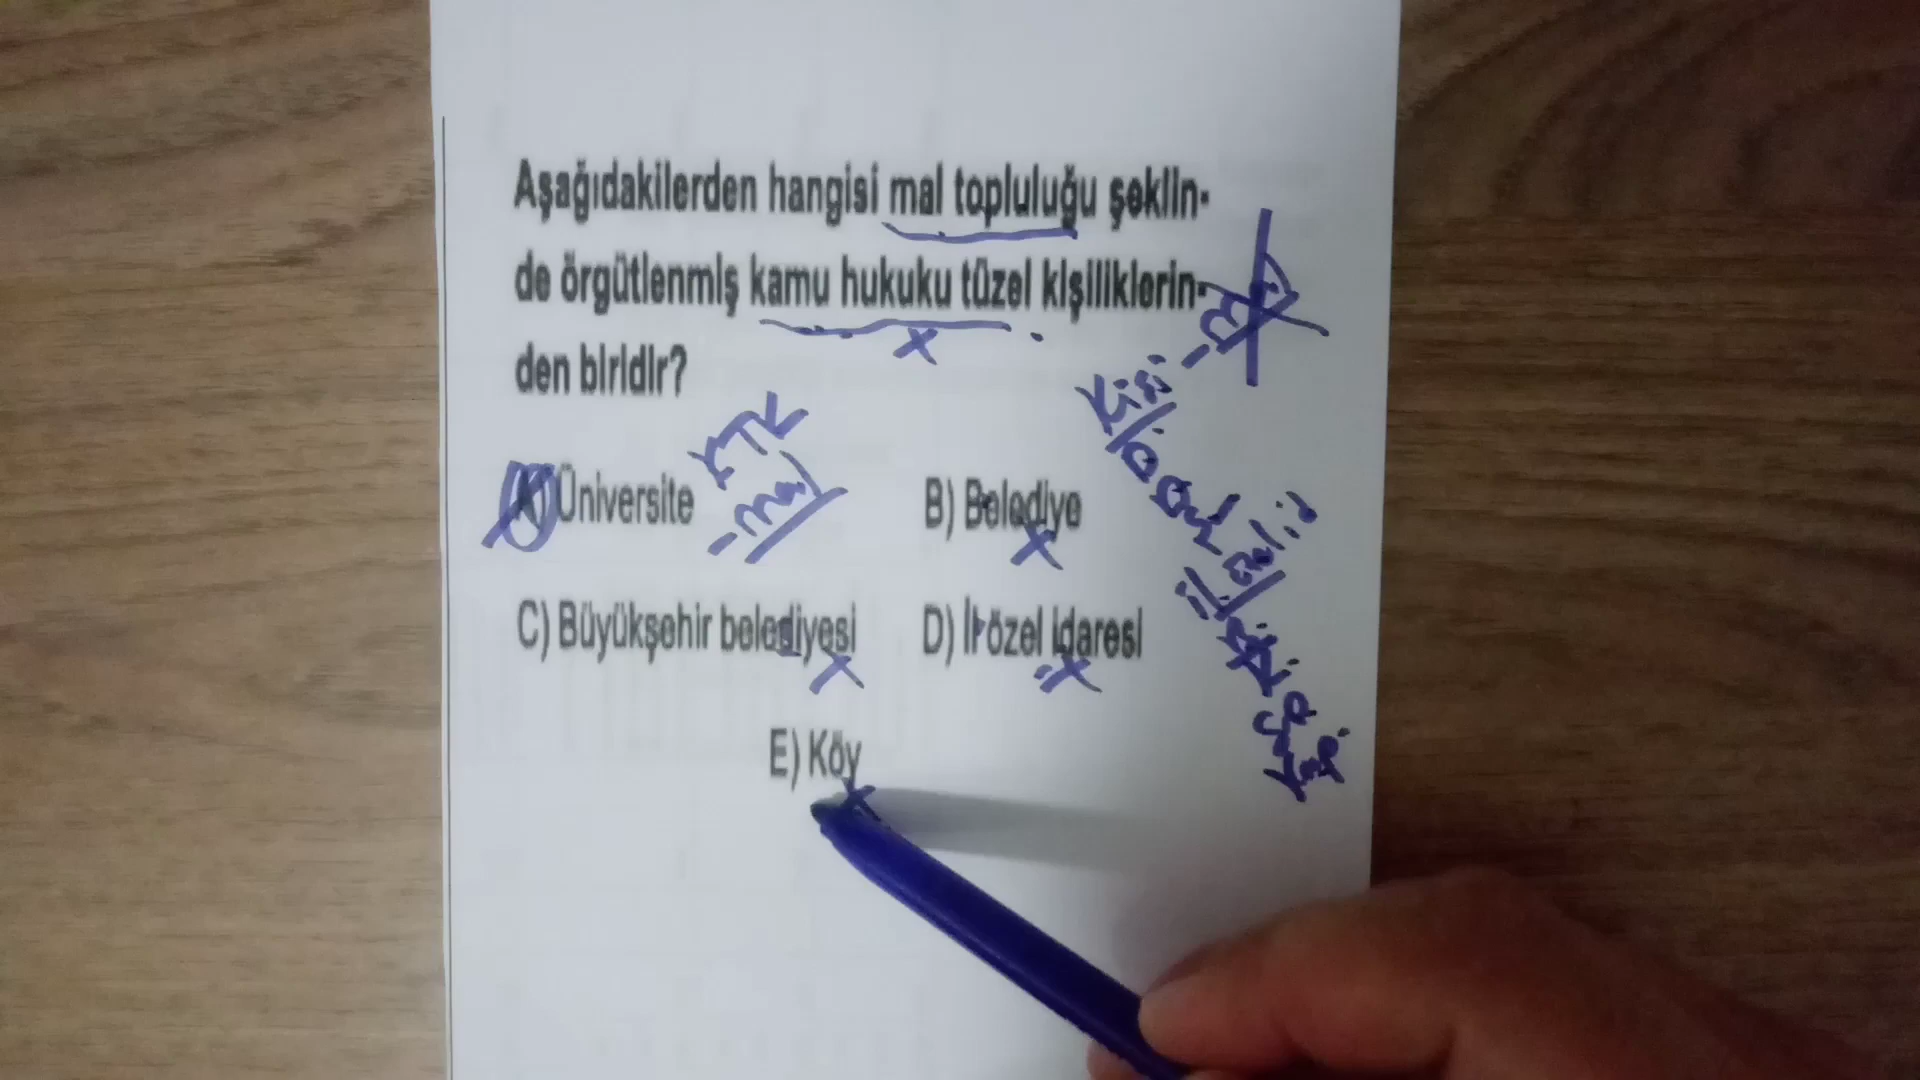 Aşağıdakilerden hangisi mal topluluğu şeklin-
de örgütlenmiş kamu hukuku tüzel kişiliklerin-
den biridir?
A) Üniversite
KTK
-mal
B) Belediye
C) Büyükşehir belediyesi
D) İl özel idaresi
E) Köy
Kişi